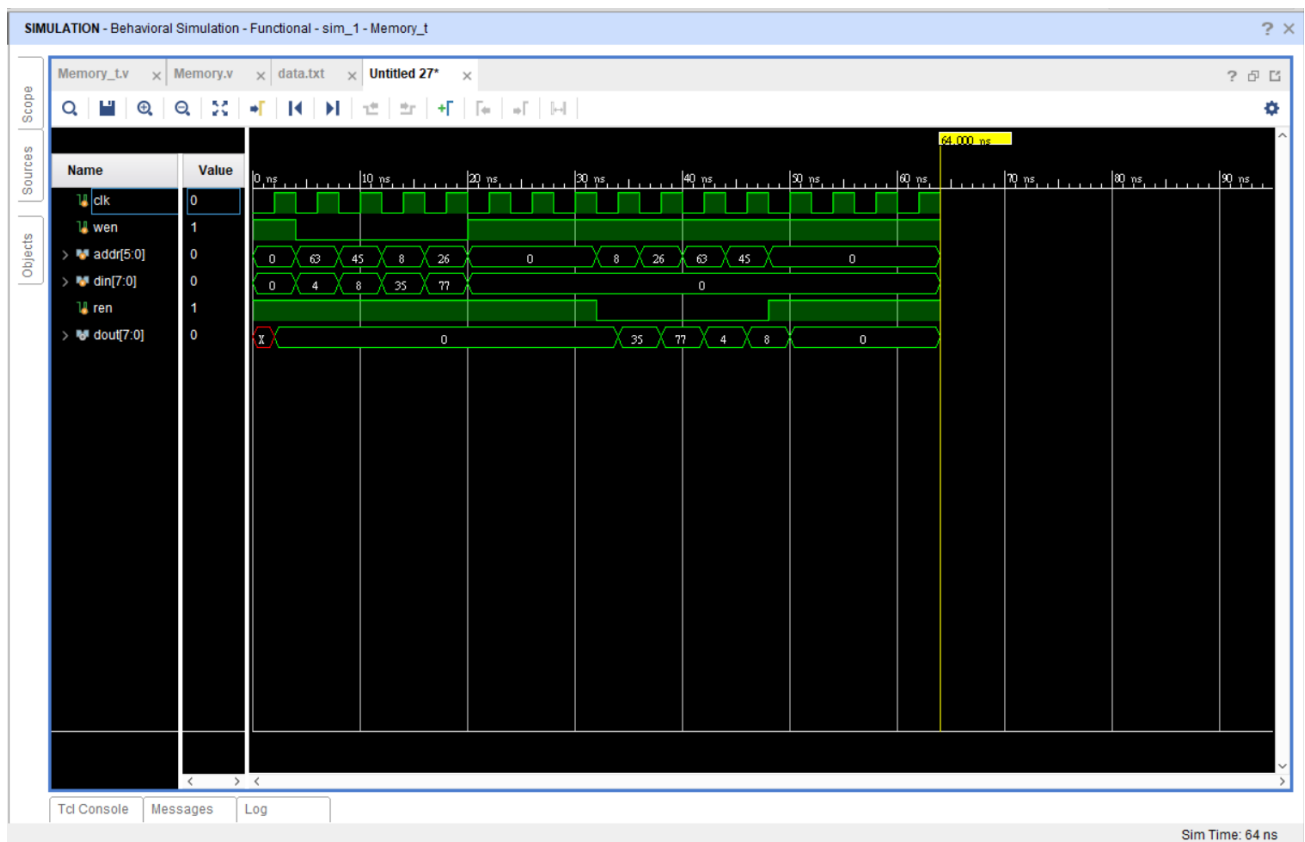 SIMULATION - Behavioral Simulation - Functional - sim_1 - Memory_t ? ×
Memory_t.v × Memory.v × data.txt × Untitled 27* × ?
Scope
Sources
Objects
64.000 ns
Name Value
0 ns 10 ns 20 ns 30 ns 40 ns 50 ns 60 ns 70 ns 80 ns 90 ns
clk 0
wen 1
> addr[5:0] 0 0 63 45 8 26 0 8 26 63 45 0
> din[7:0] 0 0 4 8 35 77 0
ren 1
> dout[7:0] 0 X 0 35 77 4 8 0
Tcl Console Messages Log
Sim Time: 64 ns